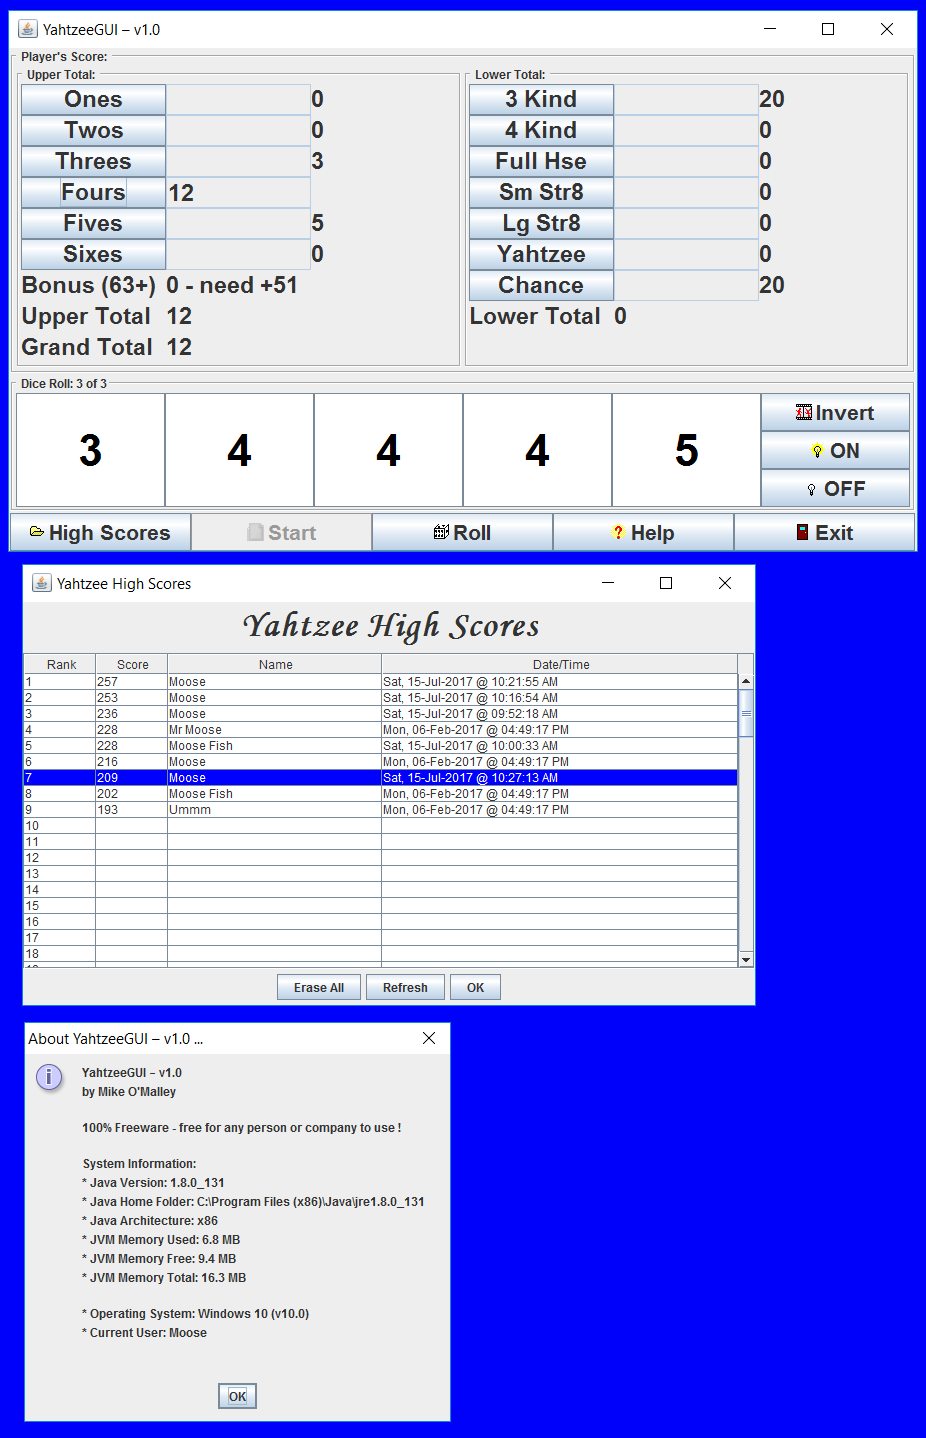 YahtzeeGUI – v1.0
Player's Score:
Upper Total:
Ones 0
Twos 0
Threes 3
Fours 12
Fives 5
Sixes 0
Bonus (63+) 0 - need +51
Upper Total 12
Grand Total 12
Lower Total:
3 Kind 20
4 Kind 0
Full Hse 0
Sm Str8 0
Lg Str8 0
Yahtzee 0
Chance 20
Lower Total 0
Dice Roll: 3 of 3
3 4 4 4 5
Invert
ON
OFF
High Scores Start Roll Help Exit
Yahtzee High Scores
Yahtzee High Scores
Rank Score Name Date/Time
1 257 Moose Sat, 15-Jul-2017 @ 10:21:55 AM
2 253 Moose Sat, 15-Jul-2017 @ 10:16:54 AM
3 236 Moose Sat, 15-Jul-2017 @ 09:52:18 AM
4 228 Mr Moose Mon, 06-Feb-2017 @ 04:49:17 PM
5 228 Moose Fish Sat, 15-Jul-2017 @ 10:00:33 AM
6 216 Moose Mon, 06-Feb-2017 @ 04:49:17 PM
7 209 Moose Sat, 15-Jul-2017 @ 10:27:13 AM
8 202 Moose Fish Mon, 06-Feb-2017 @ 04:49:17 PM
9 193 Ummm Mon, 06-Feb-2017 @ 04:49:17 PM
10
11
12
13
14
15
16
17
18
Erase All Refresh OK
About YahtzeeGUI – v1.0 ...
YahtzeeGUI – v1.0
by Mike O'Malley
100% Freeware - free for any person or company to use !
System Information:
* Java Version: 1.8.0_131
* Java Home Folder: C:\Program Files (x86)\Java\jre1.8.0_131
* Java Architecture: x86
* JVM Memory Used: 6.8 MB
* JVM Memory Free: 9.4 MB
* JVM Memory Total: 16.3 MB
* Operating System: Windows 10 (v10.0)
* Current User: Moose
OK